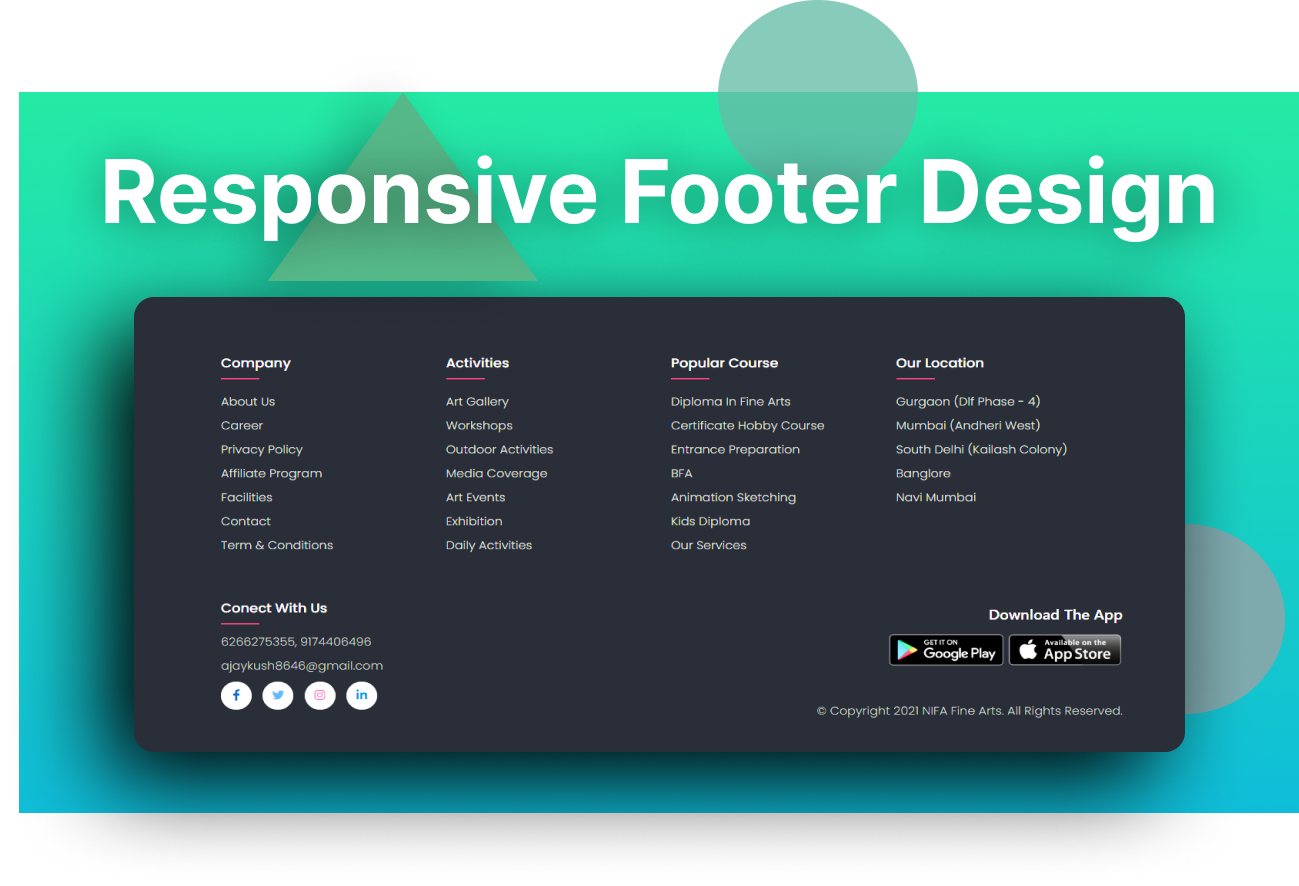 Responsive Footer Design
Company
About Us
Career
Privacy Policy
Affiliate Program
Facilities
Contact
Term & Conditions
Activities
Art Gallery
Workshops
Outdoor Activities
Media Coverage
Art Events
Exhibition
Daily Activities
Popular Course
Diploma In Fine Arts
Certificate Hobby Course
Entrance Preparation
BFA
Animation Sketching
Kids Diploma
Our Services
Our Location
Gurgaon (Dlf Phase - 4)
Mumbai (Andheri West)
South Delhi (Kailash Colony)
Banglore
Navi Mumbai
Conect With Us
6266275355, 9174406496
ajaykush8646@gmail.com
Download The App
GET IT ON
Google Play
Available on the
App Store
© Copyright 2021 NIFA Fine Arts. All Rights Reserved.